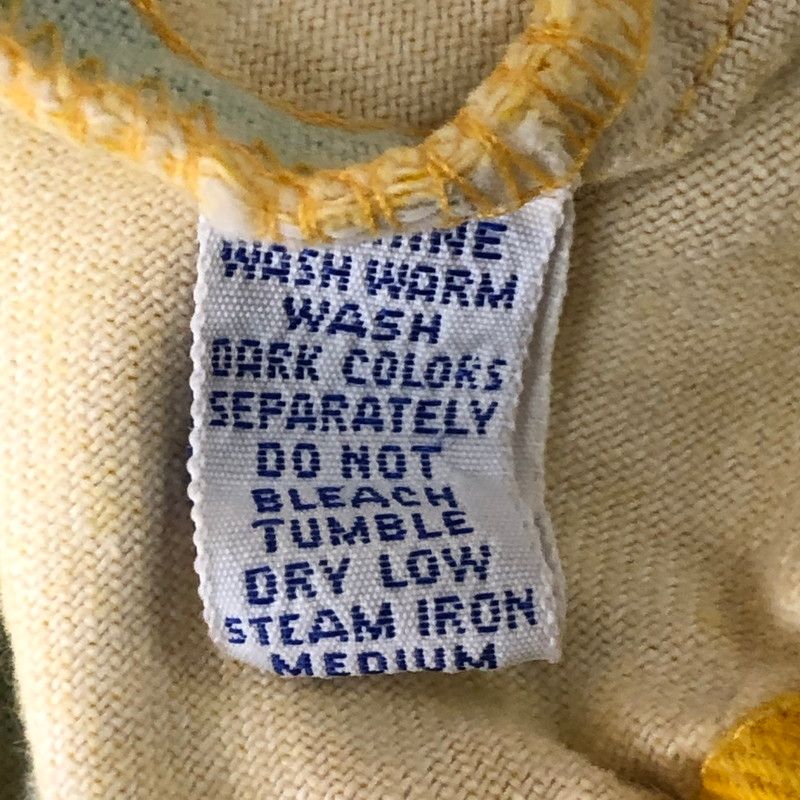 WASH WARM
WASH
DARK COLORS
SEPARATELY
DO NOT
BLEACH
TUMBLE
DRY LOW
STEAM IRON
MEDIUM